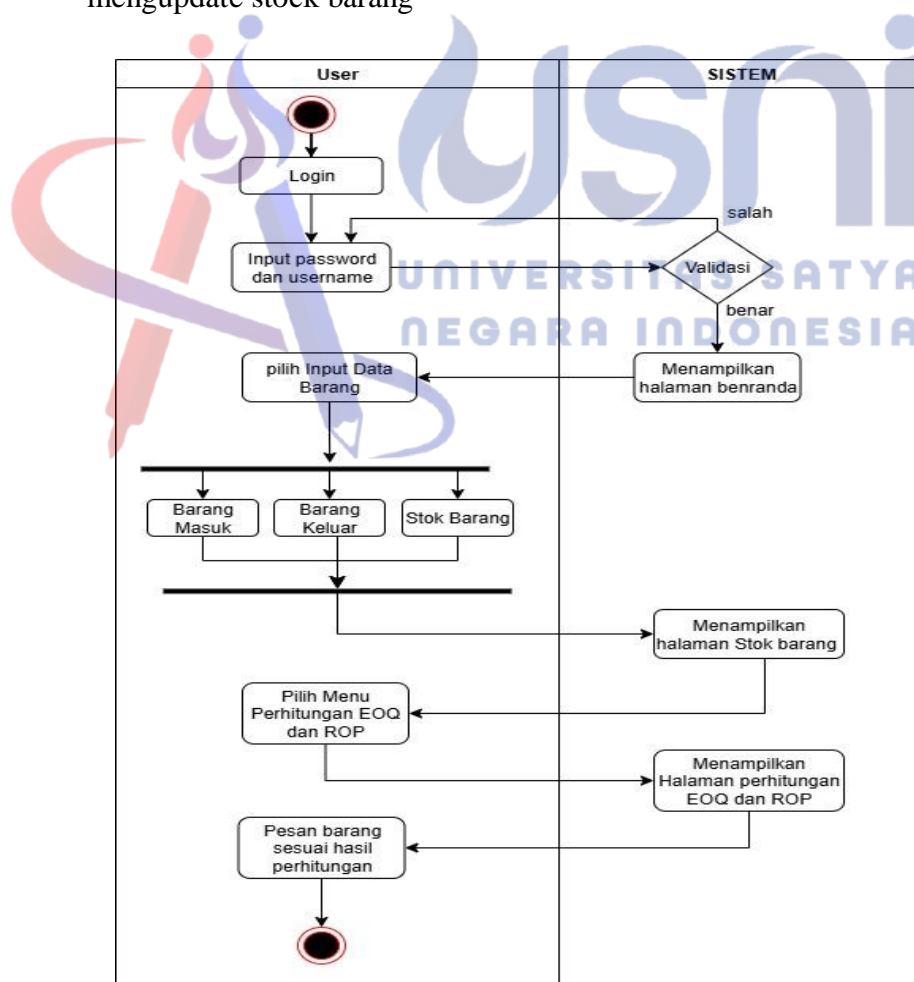 mengupdate stock barang
User
SISTEM
Login
salah
Input password
dan username
Validasi
benar
pilih Input Data
Barang
Menampilkan
halaman benranda
Barang
Masuk
Barang
Keluar
Stok Barang
Menampilkan
halaman Stok barang
Pilih Menu
Perhitungan EOQ
dan ROP
Menampilkan
Halaman perhitungan
EOQ dan ROP
Pesan barang
sesuai hasil
perhitungan
usni
UNIVERSITAS SATYA
NEGARA INDONESIA